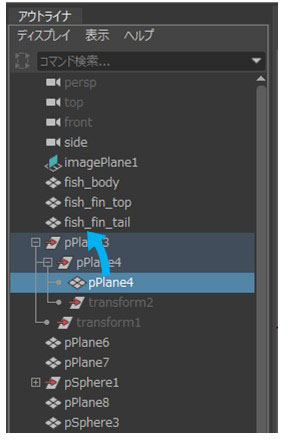 アウトライナ
ディスプレイ 表示 ヘルプ
コマンド検索...
persp
top
front
side
imagePlane1
fish_body
fish_fin_top
fish_fin_tail
pPlane3
pPlane4
pPlane4
transform2
transform1
pPlane6
pPlane7
pSphere1
pPlane8
pSphere3